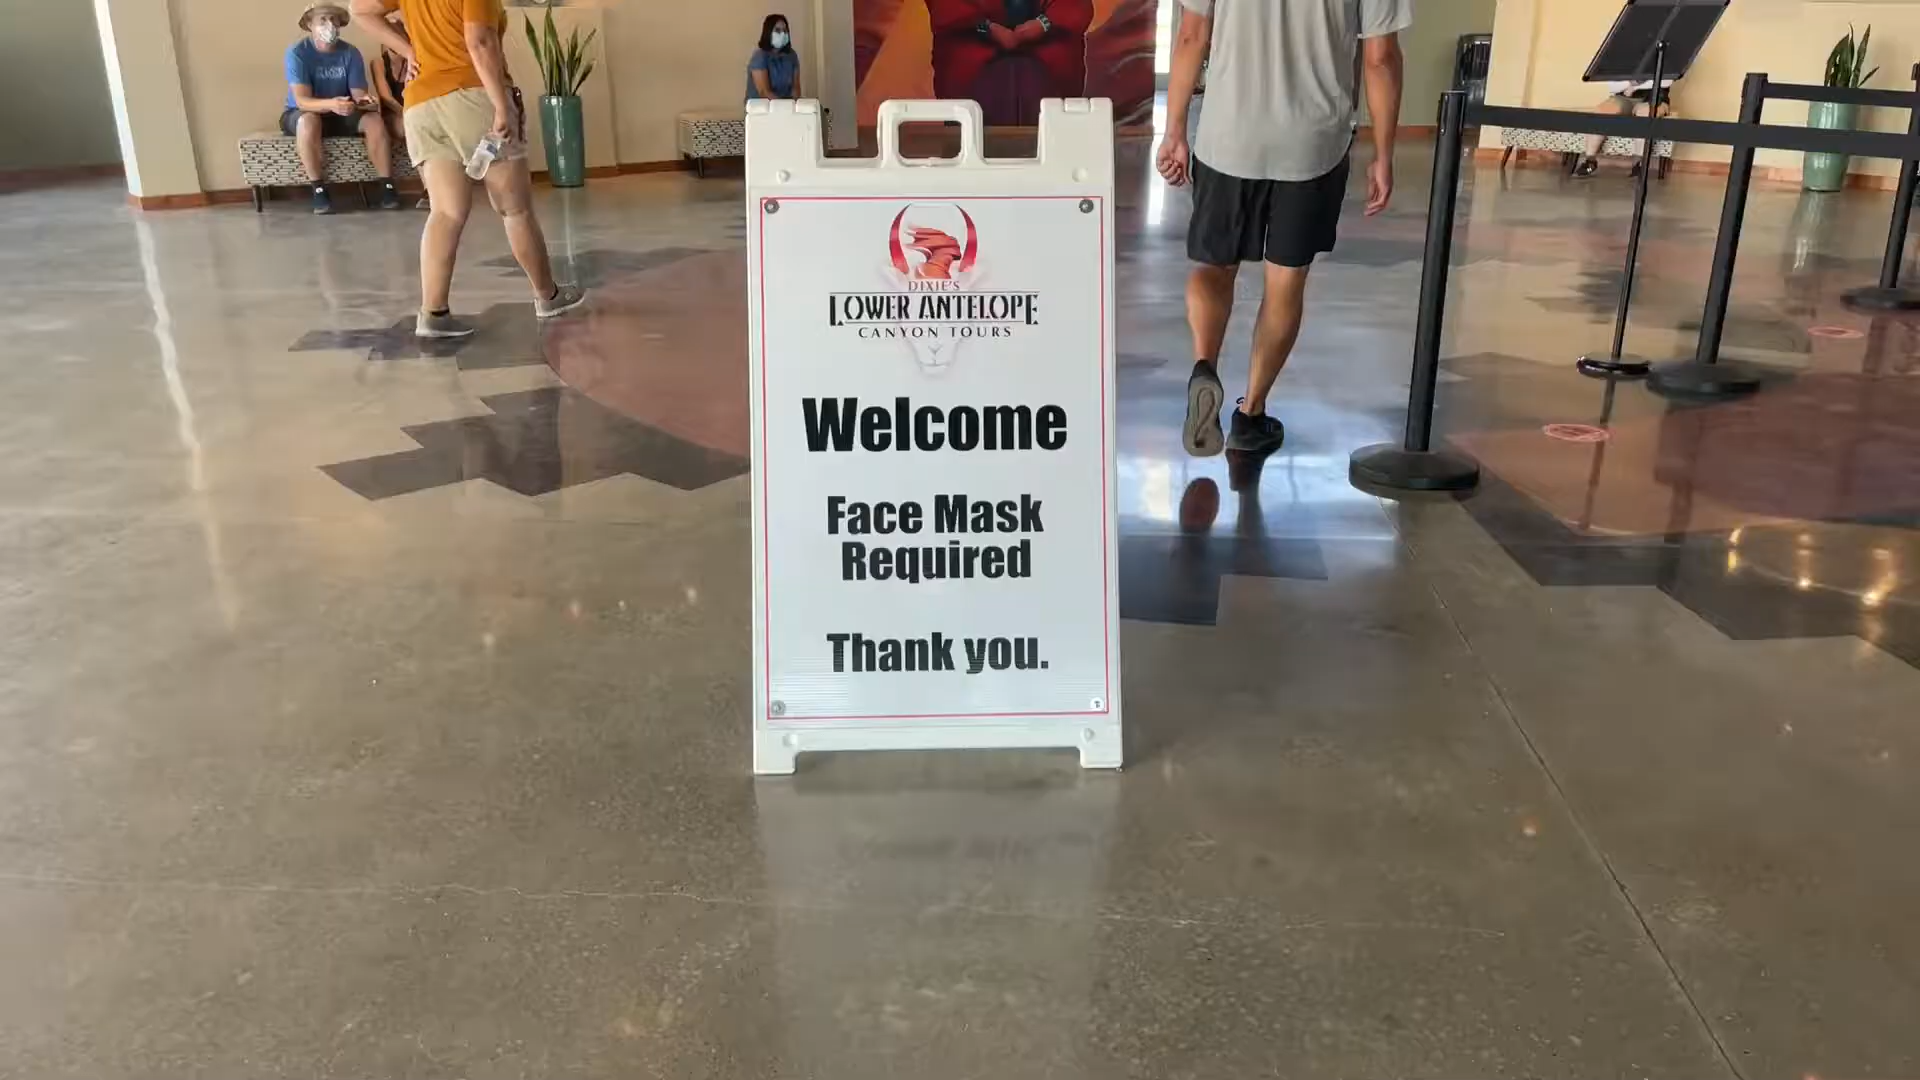 DIXIE'S
LOWER ANTELOPE
CANYON TOURS
Welcome
Face Mask
Required
Thank you.